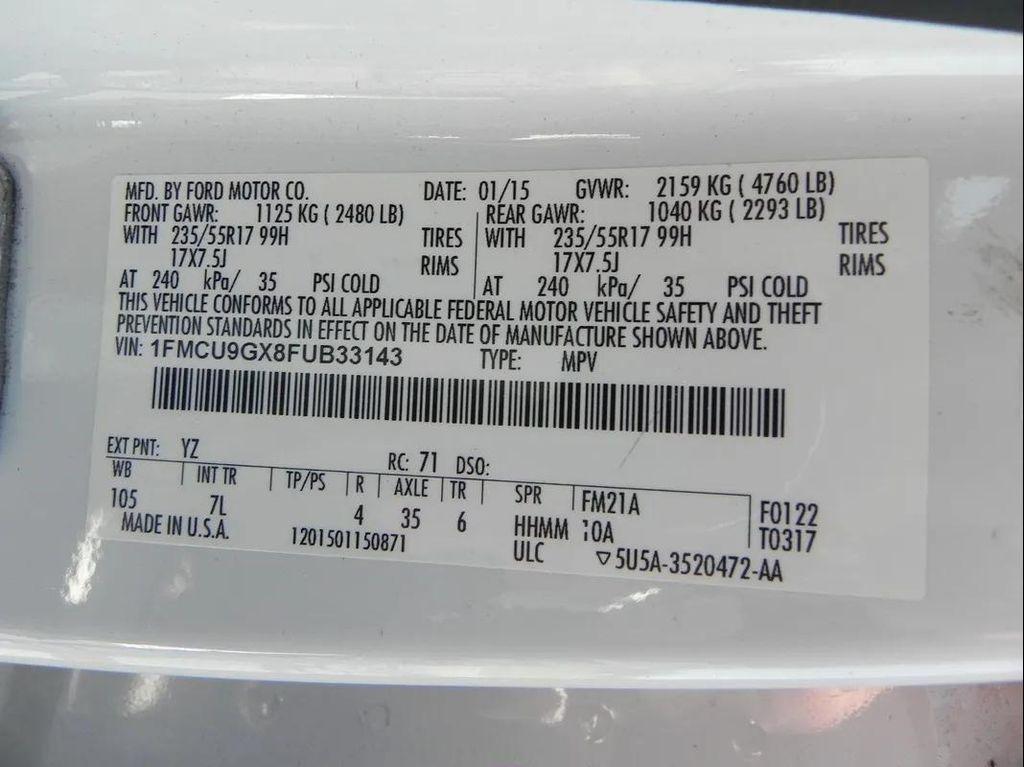 MFD. BY FORD MOTOR CO. DATE: 01/15 GVWR: 2159 KG ( 4760 LB)
FRONT GAWR: 1125 KG ( 2480 LB) REAR GAWR: 1040 KG ( 2293 LB)
WITH 235/55R17 99H TIRES WITH 235/55R17 99H TIRES
17X7.5J RIMS 17X7.5J RIMS
AT 240 kPa/ 35 PSI COLD AT 240 kPa/ 35 PSI COLD
THIS VEHICLE CONFORMS TO ALL APPLICABLE FEDERAL MOTOR VEHICLE SAFETY AND THEFT
PREVENTION STANDARDS IN EFFECT ON THE DATE OF MANUFACTURE SHOWN ABOVE.
VIN: 1FMCU9GX8FUB33143 TYPE: MPV
EXT PNT: YZ RC: 71 DSO:
WB INT TR TP/PS R AXLE TR SPR FM21A F0122
105 7L 4 35 6 HHMM 10A T0317
MADE IN U.S.A. 1201501150871 ULC ▽5U5A-3520472-AA